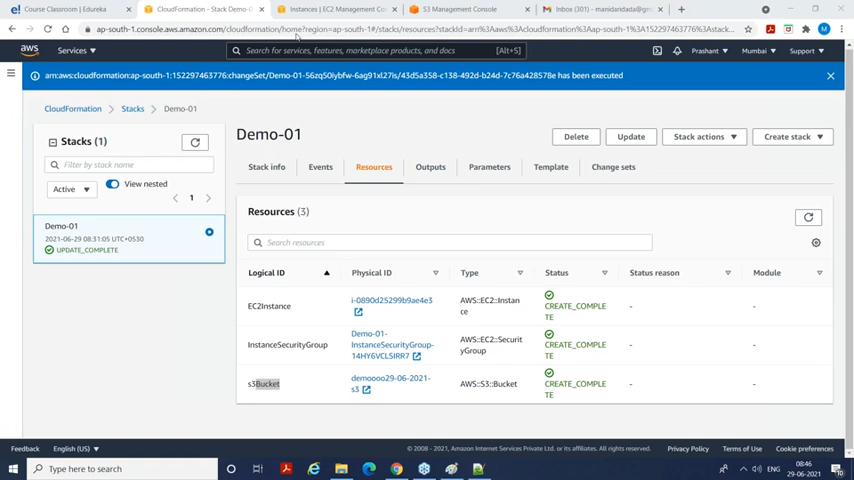 Course Classroom | Edureka
CloudFormation - Stack Demo-0
Instances | EC2 Management Co
S3 Management Console
Inbox (301) - manidaridada@gm
ap-south-1.console.aws.amazon.com/cloudformation/home?region=ap-south-1#/stacks/resources?stackId=arn%3Aaws%3Acloudformation%3Aap-south-1%3A152297463776%3Astack...
aws
Services
Search for services, features, marketplace products, and docs
[Alt+S]
Prashant
Mumbai
Support
arn:aws:cloudformation:ap-south-1:152297463776:changeSet/Demo-01-56zq50iybfw-6ag91xl27is/43d5a358-c138-492d-b24d-7c76a428578e has been executed
CloudFormation
Stacks
Demo-01
Stacks (1)
Filter by stack name
Active
View nested
1
Demo-01
2021-06-29 08:31:05 UTC+0530
UPDATE_COMPLETE
Demo-01
Delete
Update
Stack actions
Create stack
Stack info
Events
Resources
Outputs
Parameters
Template
Change sets
Resources (3)
Search resources
Logical ID
Physical ID
Type
Status
Status reason
Module
EC2Instance
i-0890d25299b9ae4e3
AWS::EC2::Instan
ce
CREATE_COMPLE
TE
-
-
InstanceSecurityGroup
Demo-01-
InstanceSecurityGroup-
14HY6VCLSIRR7
AWS::EC2::Securit
yGroup
CREATE_COMPLE
TE
-
-
s3Bucket
demoooo29-06-2021-
s3
AWS::S3::Bucket
CREATE_COMPLE
TE
-
-
Feedback
English (US)
© 2008 - 2021, Amazon Internet Services Private Ltd. or its affiliates. All rights reserved.
Privacy Policy
Terms of Use
Cookie preferences
Type here to search
ENG
08:46
29-06-2021